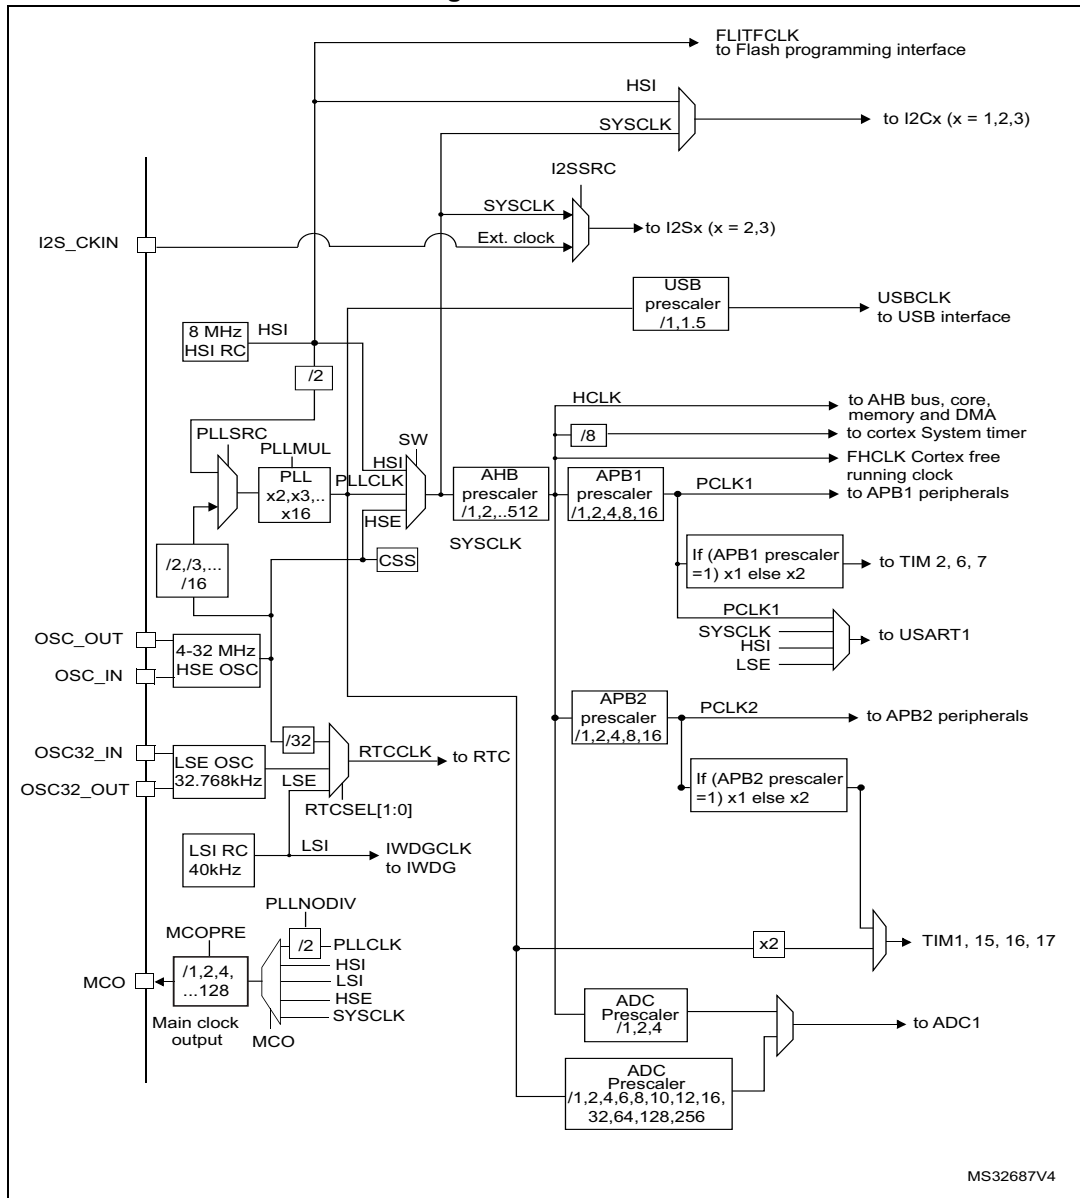 FLITFCLK
to Flash programming interface
HSI
to I2Cx (x = 1,2,3)
SYSCLK
I2SSRC
SYSCLK
to I2Sx (x = 2,3)
I2S_CKIN
Ext. clock
USB
prescaler
/1,1.5
USBCLK
to USB interface
8 MHz
HSI RC
HSI
/2
HCLK
to AHB bus, core,
memory and DMA
/8
to cortex System timer
FHCLK Cortex free
running clock
PLLSRC
PLLMUL
PLL
x2,x3,..
x16
SW
HSI
PLLCLK
HSE
AHB
prescaler
/1,2,..512
SYSCLK
APB1
prescaler
/1,2,4,8,16
PCLK1
to APB1 peripherals
/2,/3,...
/16
CSS
If (APB1 prescaler
=1) x1 else x2
to TIM 2, 6, 7
PCLK1
SYSCLK
HSI
LSE
to USART1
OSC_OUT
OSC_IN
4-32 MHz
HSE OSC
APB2
prescaler
/1,2,4,8,16
PCLK2
to APB2 peripherals
OSC32_IN
OSC32_OUT
LSE OSC
32.768kHz
/32
LSE
RTCCLK
to RTC
RTCSEL[1:0]
If (APB2 prescaler
=1) x1 else x2
LSI RC
40kHz
LSI
IWDGCLK
to IWDG
PLLNODIV
MCOPRE
/2
PLLCLK
HSI
LSI
HSE
SYSCLK
MCO
/1,2,4,
...128
Main clock
output
MCO
x2
TIM1, 15, 16, 17
ADC
Prescaler
/1,2,4
to ADC1
ADC
Prescaler
/1,2,4,6,8,10,12,16,
32,64,128,256
MS32687V4